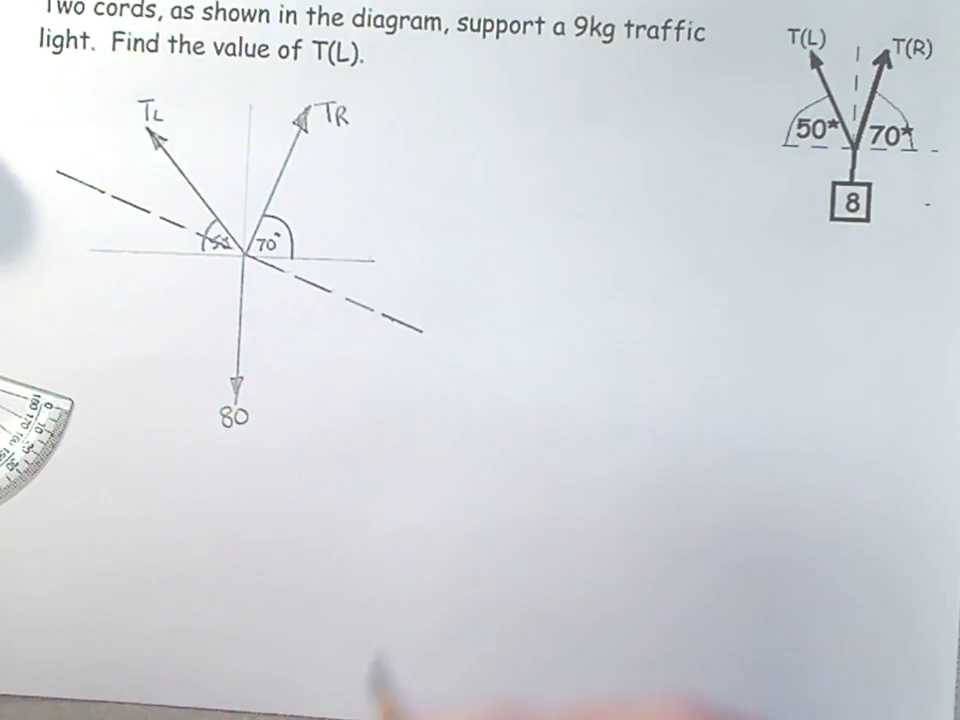 Two cords, as shown in the diagram, support a 9kg traffic
light. Find the value of T(L).
T(L)
T(R)
50*
70*
8
TL
TR
70°
80